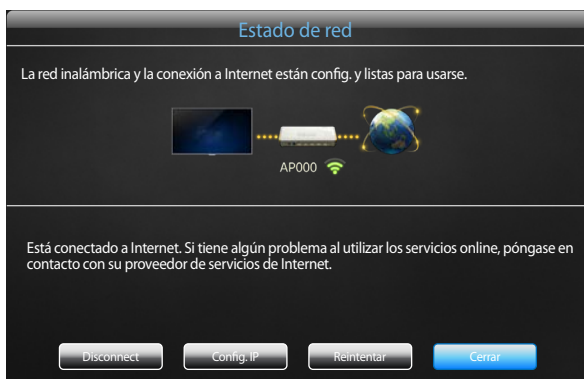 Estado de red
La red inalámbrica y la conexión a Internet están config. y listas para usarse.
AP000
Está conectado a Internet. Si tiene algún problema al utilizar los servicios online, póngase en
contacto con su proveedor de servicios de Internet.
Disconnect
Config. IP
Reintentar
Cerrar